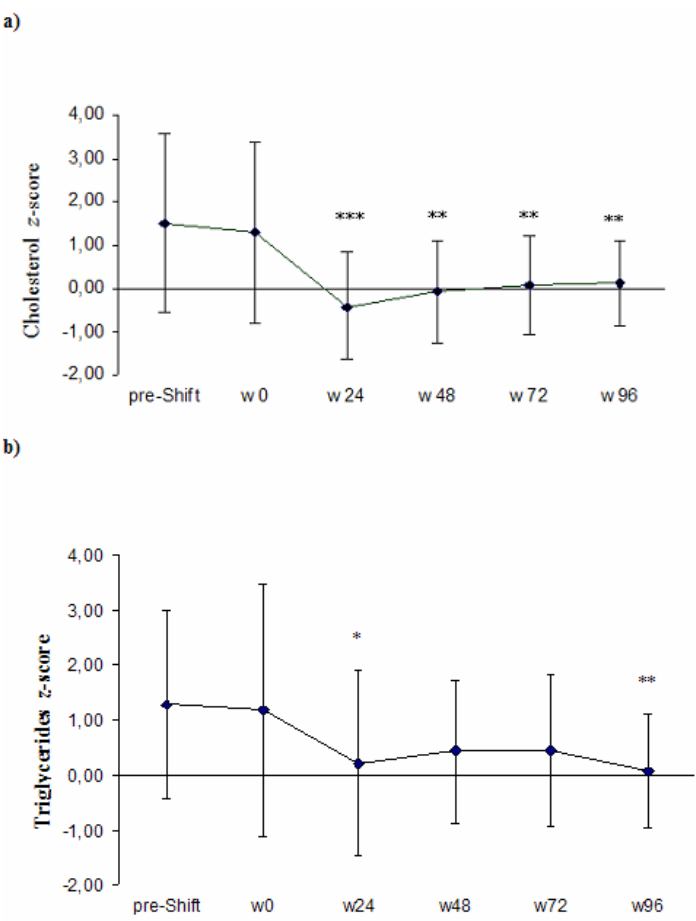 a)
Cholesterol z-score
4,00
3,00
2,00
1,00
0,00
-1,00
-2,00
*** ** ** **
pre-Shift w 0 w 24 w 48 w 72 w 96
b)
Triglycerides z-score
4,00
3,00
2,00
1,00
0,00
-1,00
-2,00
* **
pre-Shift w0 w24 w48 w72 w96